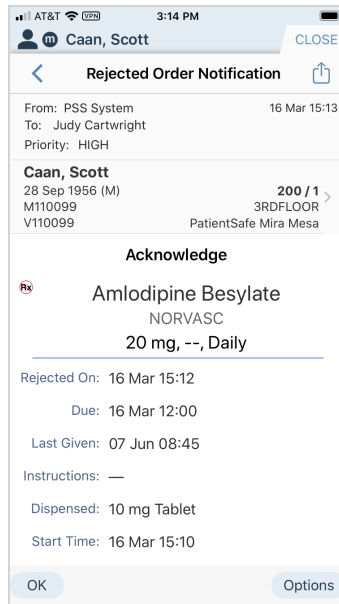 AT&T VPN 3:14 PM
m Caan, Scott CLOSE
Rejected Order Notification
From: PSS System 16 Mar 15:13
To: Judy Cartwright
Priority: HIGH
Caan, Scott
28 Sep 1956 (M) 200 / 1
M110099 3RDFLOOR
V110099 PatientSafe Mira Mesa
Acknowledge
Rx Amlodipine Besylate
NORVASC
20 mg, --, Daily
Rejected On: 16 Mar 15:12
Due: 16 Mar 12:00
Last Given: 07 Jun 08:45
Instructions: —
Dispensed: 10 mg Tablet
Start Time: 16 Mar 15:10
OK Options